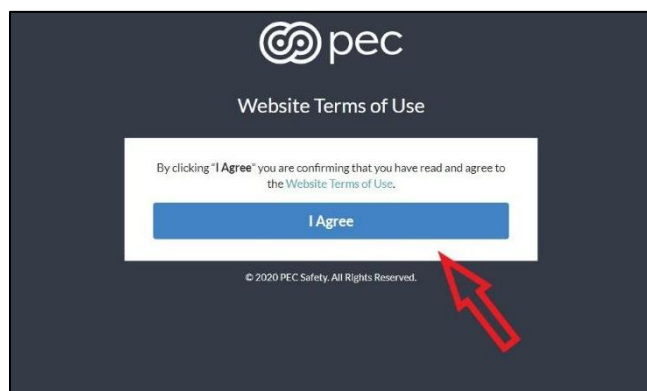 pec
Website Terms of Use
By clicking "I Agree" you are confirming that you have read and agree to
the Website Terms of Use.
I Agree
© 2020 PEC Safety. All Rights Reserved.